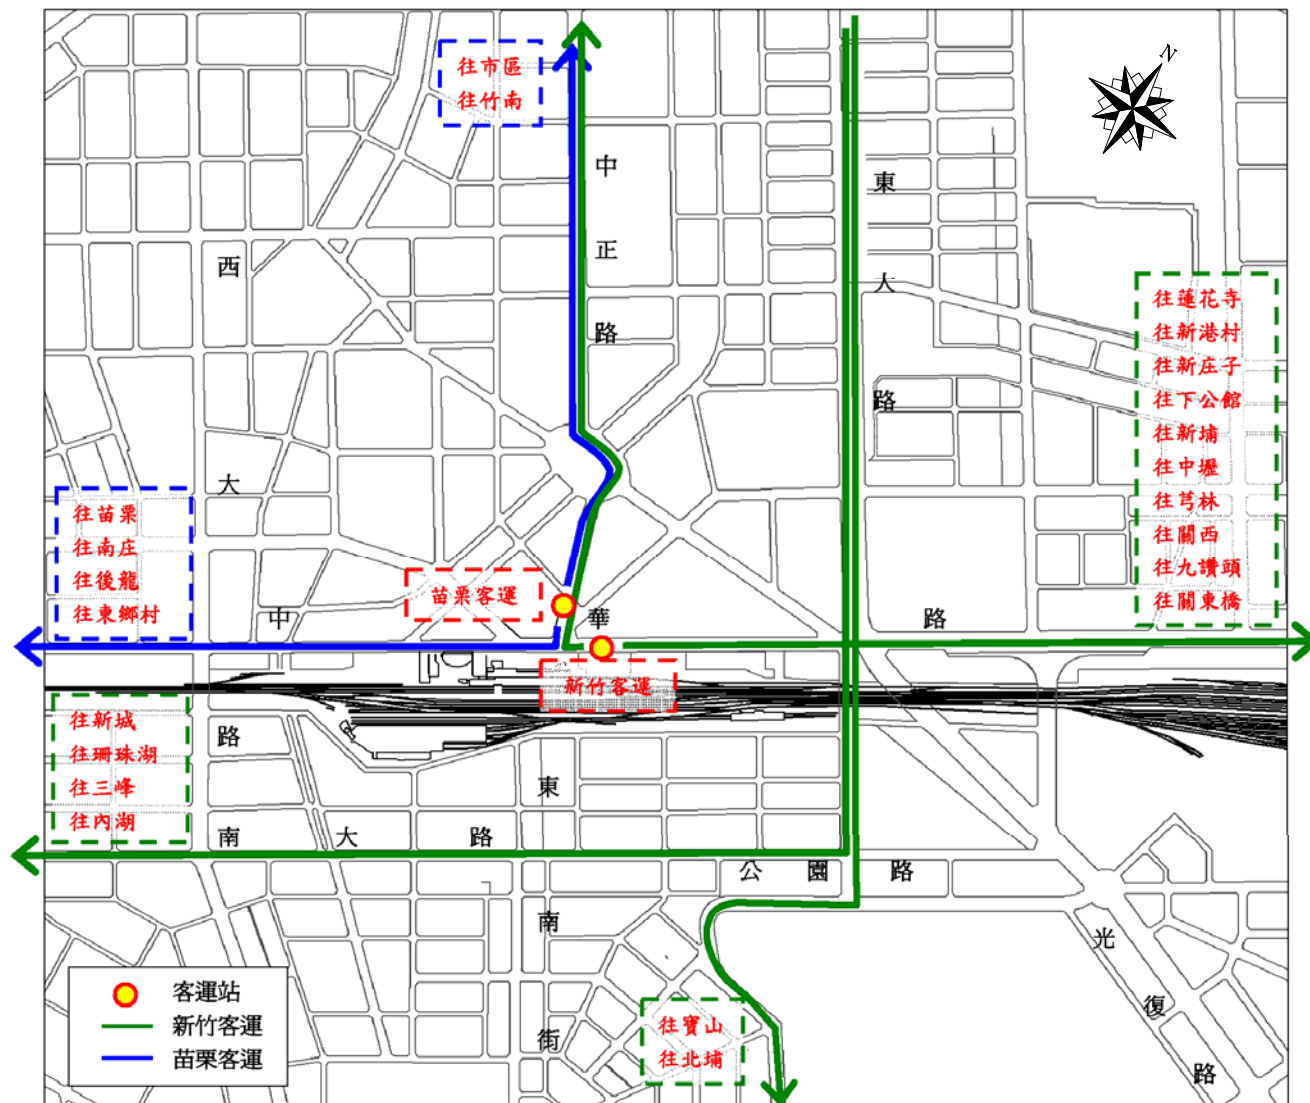 N
往市區
往竹南
中正路
東大路
西大路
往蓮花寺
往新港村
往新庄子
往下公館
往新埔
往中壢
往芎林
往關西
往九讚頭
往關東橋
往苗栗
往南庄
往後龍
往東鄉村
苗栗客運
中華路
新竹客運
往新城
往珊珠湖
往三峰
往內湖
東南街
南大路
公園路
光復路
往寶山
往北埔
客運站
新竹客運
苗栗客運